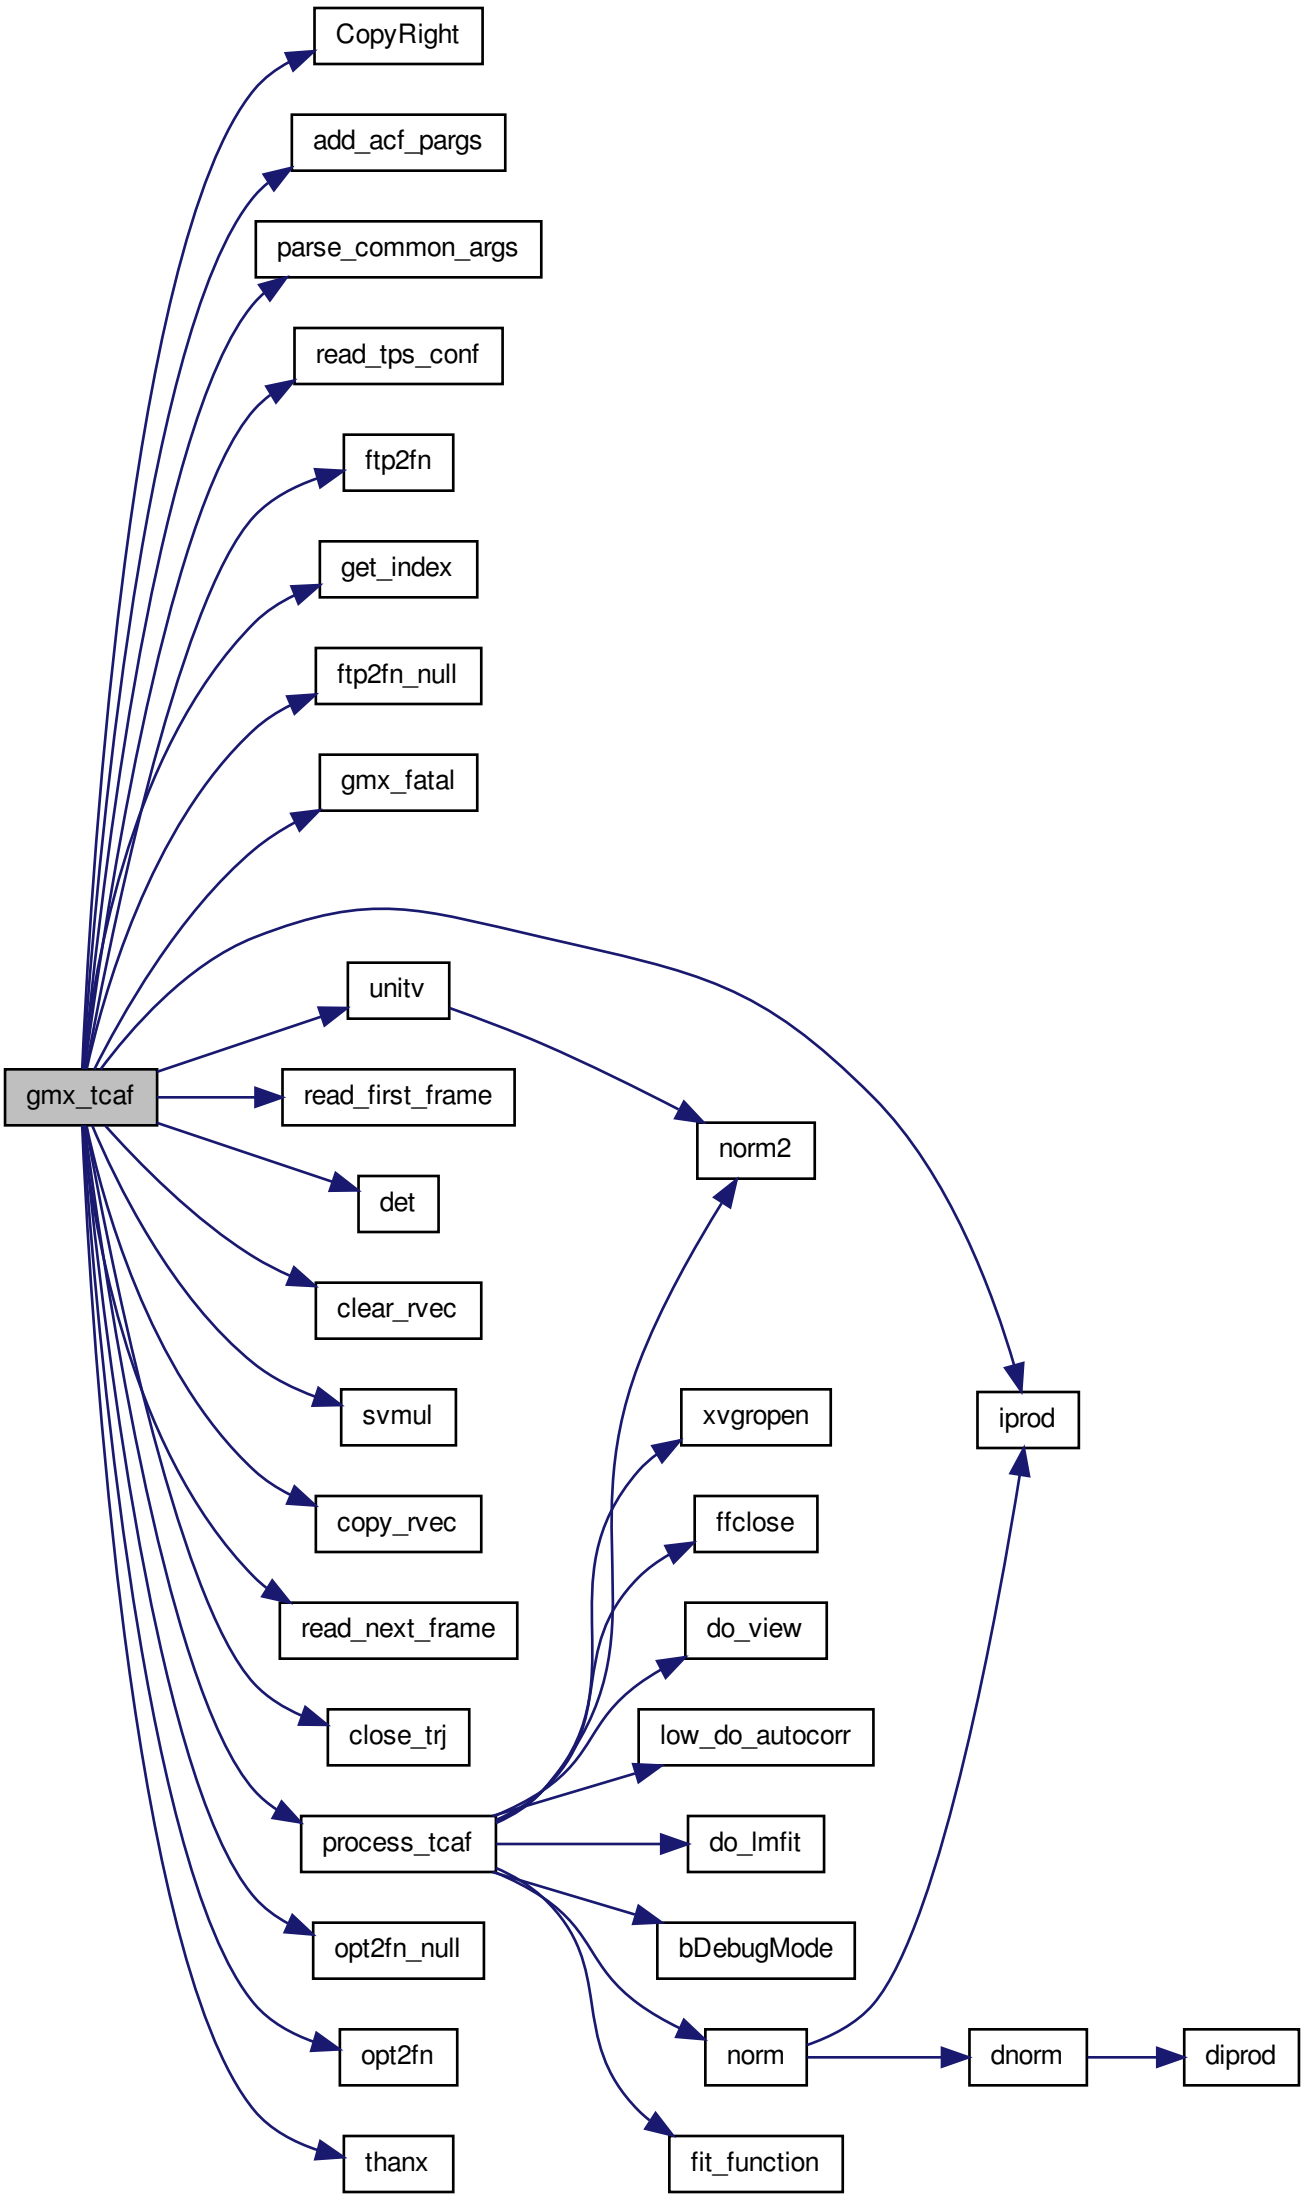 CopyRight
add_acf_pargs
parse_common_args
read_tps_conf
ftp2fn
get_index
ftp2fn_null
gmx_fatal
unitv
gmx_tcaf
read_first_frame
norm2
det
clear_rvec
svmul
xvgropen
iprod
copy_rvec
ffclose
read_next_frame
do_view
close_trj
low_do_autocorr
process_tcaf
do_lmfit
opt2fn_null
bDebugMode
opt2fn
norm
dnorm
diprod
thanx
fit_function